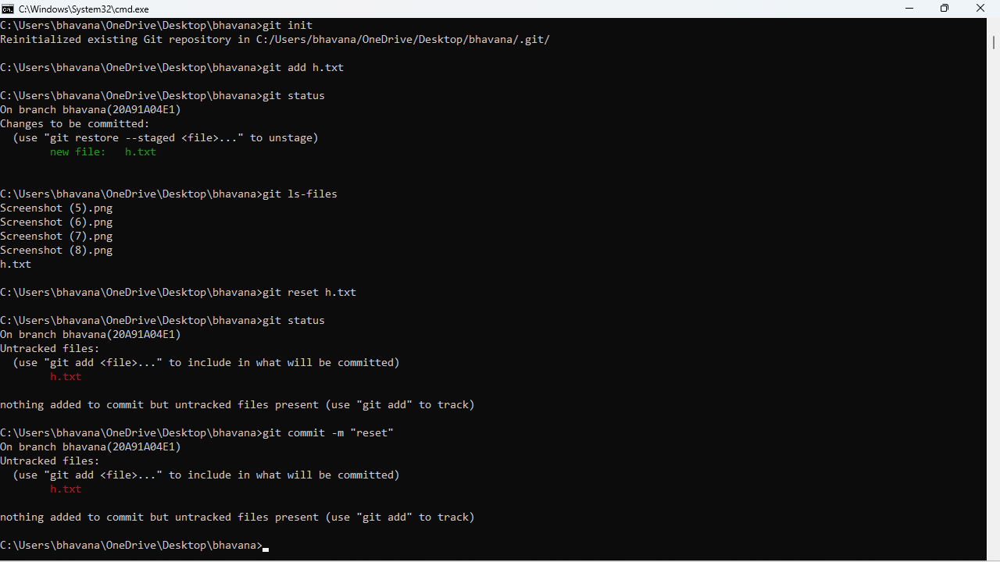 C:\Windows\System32\cmd.exe
C:\Users\bhavana\OneDrive\Desktop\bhavana>git init
Reinitialized existing Git repository in C:/Users/bhavana/OneDrive/Desktop/bhavana/.git/
C:\Users\bhavana\OneDrive\Desktop\bhavana>git add h.txt
C:\Users\bhavana\OneDrive\Desktop\bhavana>git status
On branch bhavana(20A91A04E1)
Changes to be committed:
  (use "git restore --staged <file>..." to unstage)
        new file:   h.txt
C:\Users\bhavana\OneDrive\Desktop\bhavana>git ls-files
Screenshot (5).png
Screenshot (6).png
Screenshot (7).png
Screenshot (8).png
h.txt
C:\Users\bhavana\OneDrive\Desktop\bhavana>git reset h.txt
C:\Users\bhavana\OneDrive\Desktop\bhavana>git status
On branch bhavana(20A91A04E1)
Untracked files:
  (use "git add <file>..." to include in what will be committed)
        h.txt
nothing added to commit but untracked files present (use "git add" to track)
C:\Users\bhavana\OneDrive\Desktop\bhavana>git commit -m "reset"
On branch bhavana(20A91A04E1)
Untracked files:
  (use "git add <file>..." to include in what will be committed)
        h.txt
nothing added to commit but untracked files present (use "git add" to track)
C:\Users\bhavana\OneDrive\Desktop\bhavana>